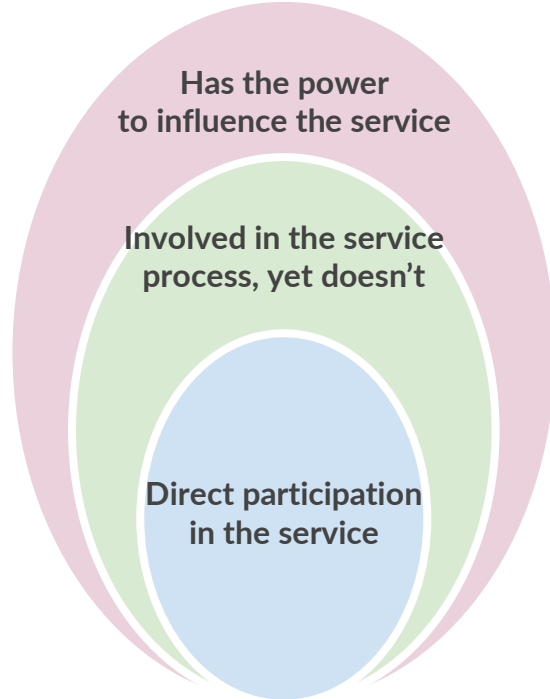 Has the power
to influence the service
Involved in the service
process, yet doesn’t
Direct participation
in the service